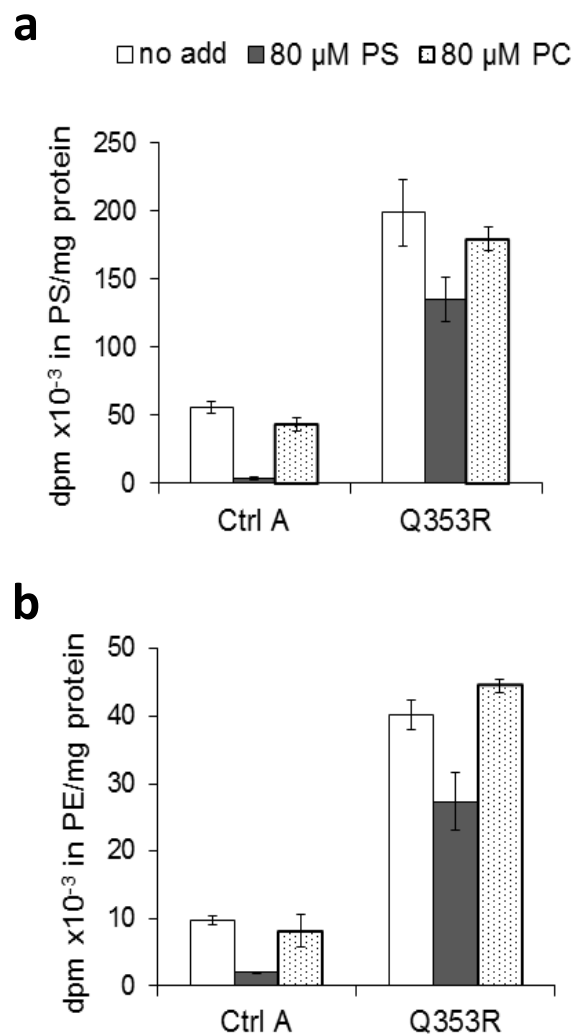 a
no add 80 µM PS 80 µM PC
dpm x10⁻³ in PS/mg protein
250
200
150
100
50
0
Ctrl A Q353R
b
dpm x10⁻³ in PE/mg protein
50
40
30
20
10
0
Ctrl A Q353R